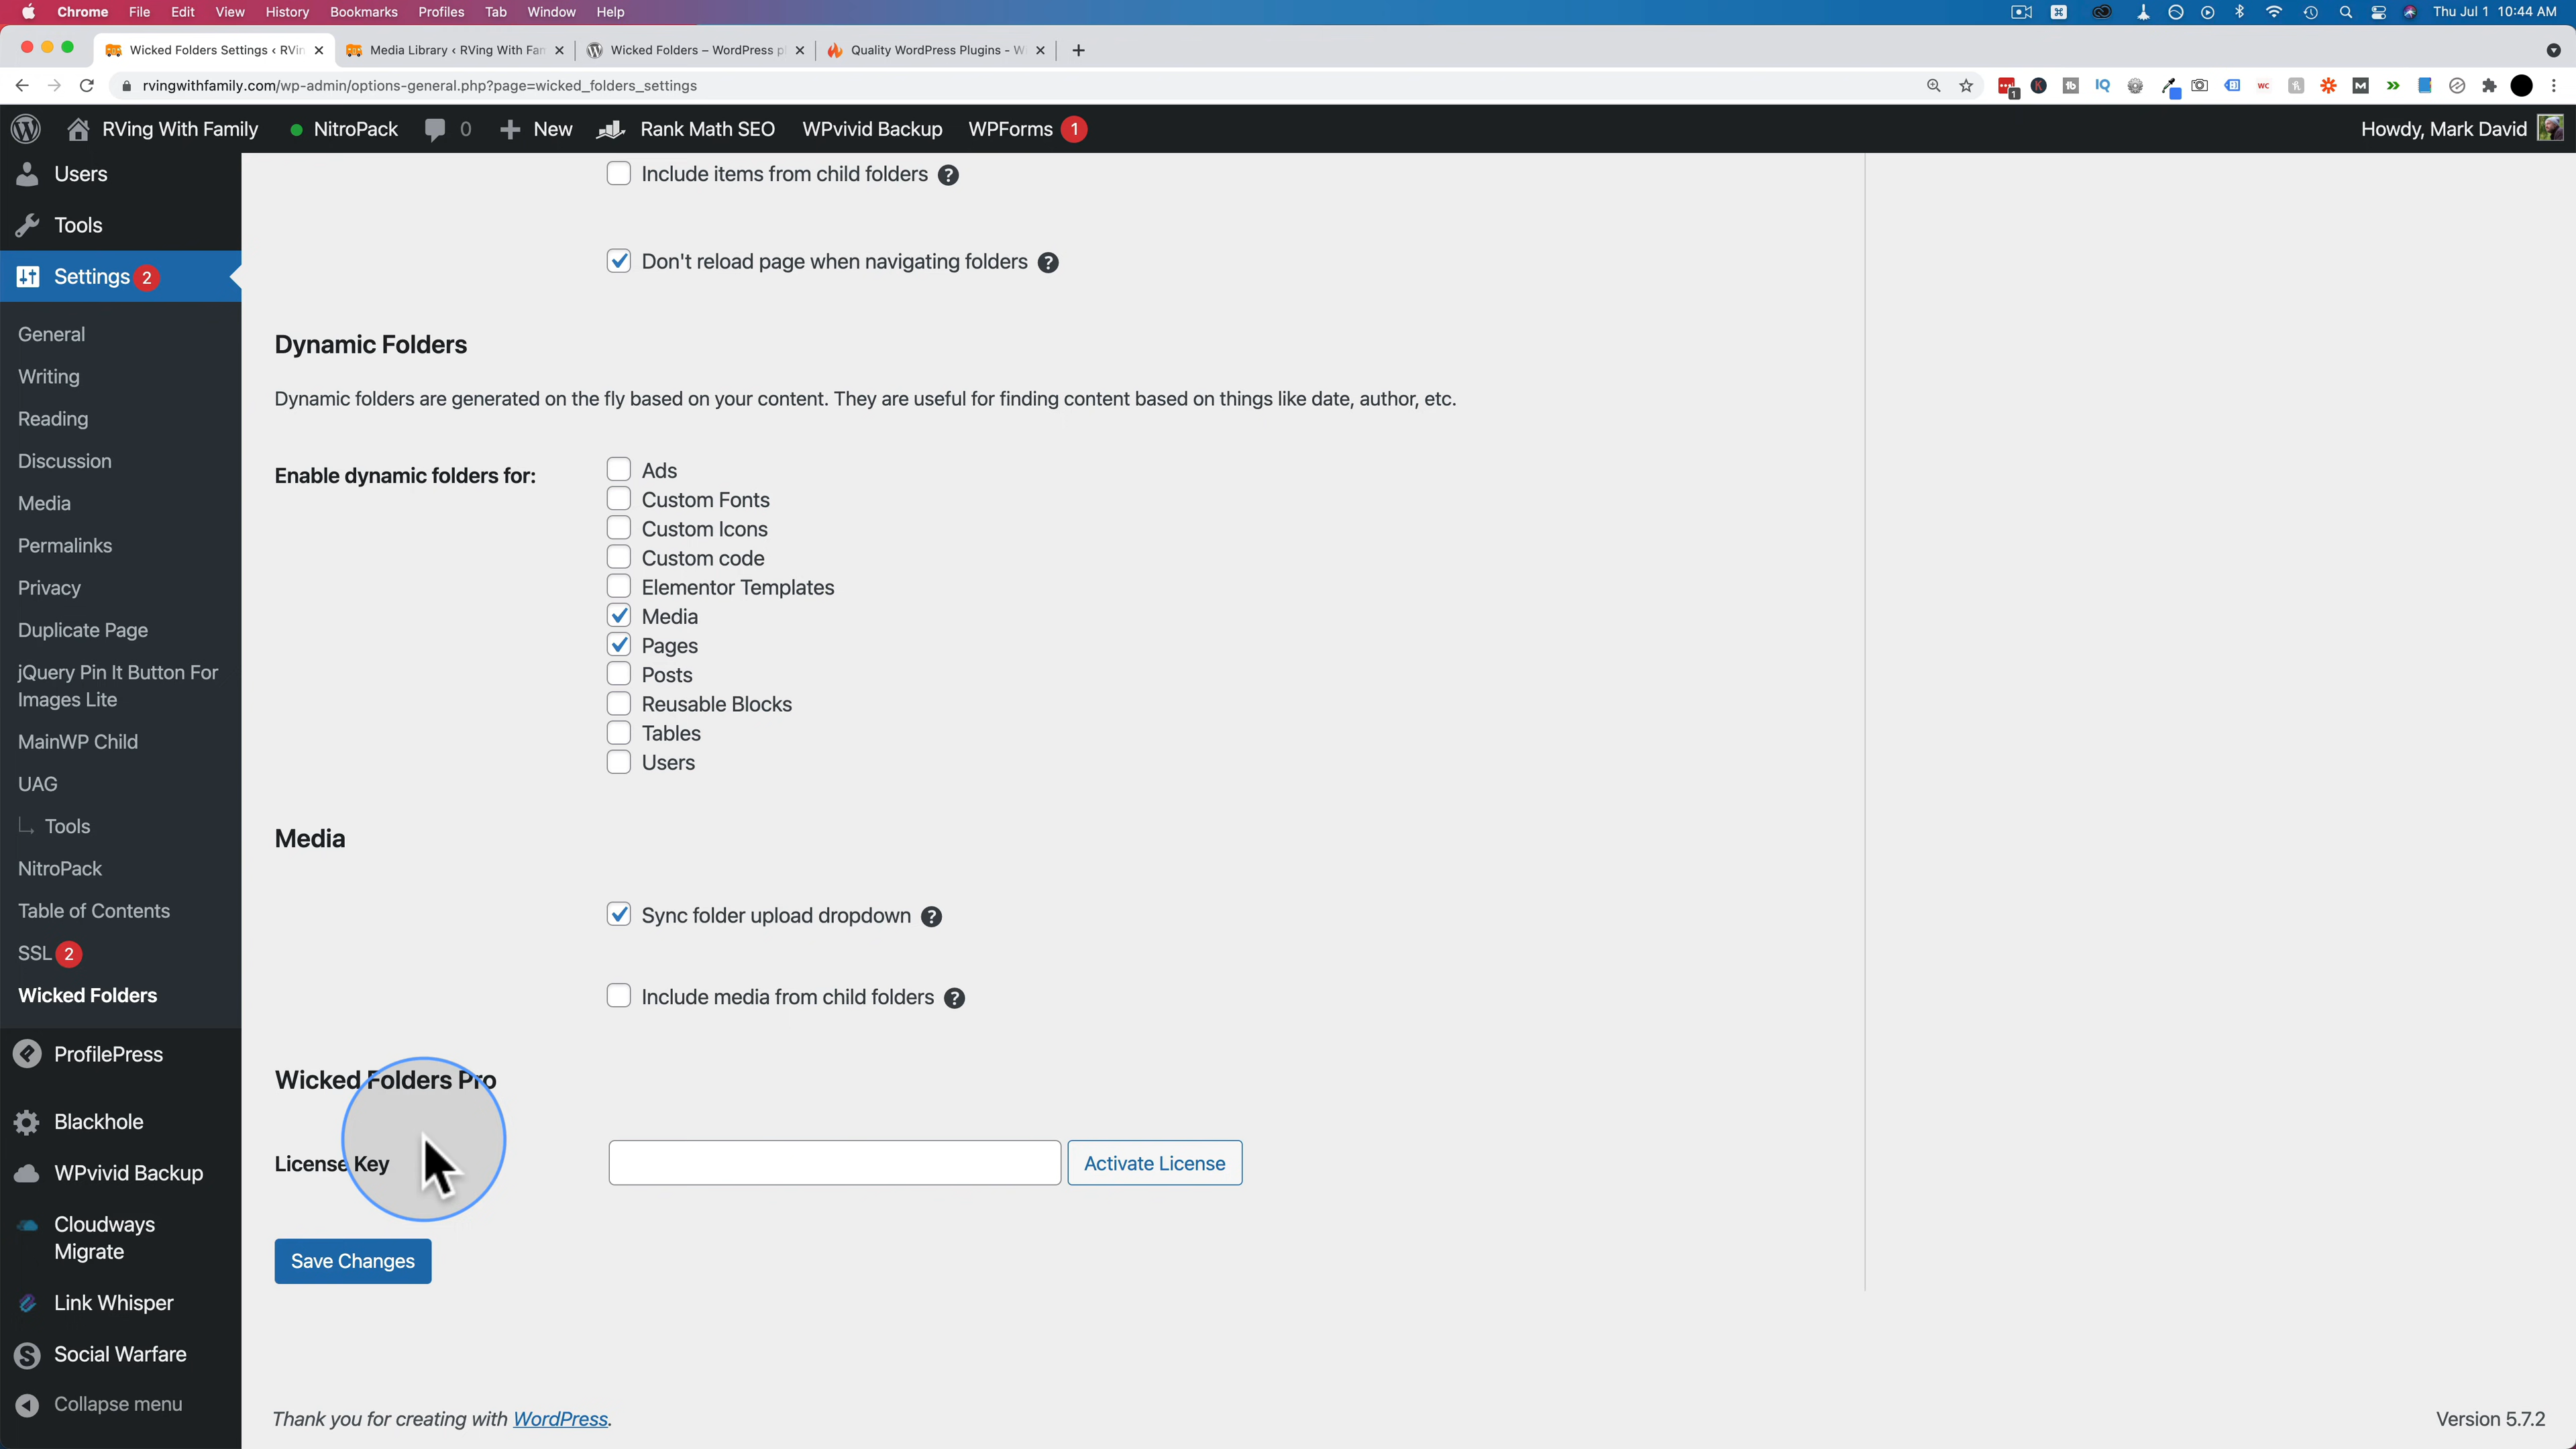 Chrome File Edit View History Bookmarks Profiles Tab Window Help Thu Jul 1 10:44 AM
Wicked Folders Settings ‹ RVin Media Library ‹ RVing With Fam Wicked Folders – WordPress pl Quality WordPress Plugins - W
rvingwithfamily.com/wp-admin/options-general.php?page=wicked_folders_settings
RVing With Family NitroPack 0 New Rank Math SEO WPvivid Backup WPForms 1 Howdy, Mark David
Users
Tools
Settings 2
General
Writing
Reading
Discussion
Media
Permalinks
Privacy
Duplicate Page
jQuery Pin It Button For
Images Lite
MainWP Child
UAG
Tools
NitroPack
Table of Contents
SSL 2
Wicked Folders
ProfilePress
Blackhole
WPvivid Backup
Cloudways
Migrate
Link Whisper
Social Warfare
Collapse menu
Include items from child folders ?
Don't reload page when navigating folders ?
Dynamic Folders
Dynamic folders are generated on the fly based on your content. They are useful for finding content based on things like date, author, etc.
Enable dynamic folders for:
Ads
Custom Fonts
Custom Icons
Custom code
Elementor Templates
Media
Pages
Posts
Reusable Blocks
Tables
Users
Media
Sync folder upload dropdown ?
Include media from child folders ?
Wicked Folders Pro
License Key Activate License
Save Changes
Thank you for creating with WordPress.
Version 5.7.2